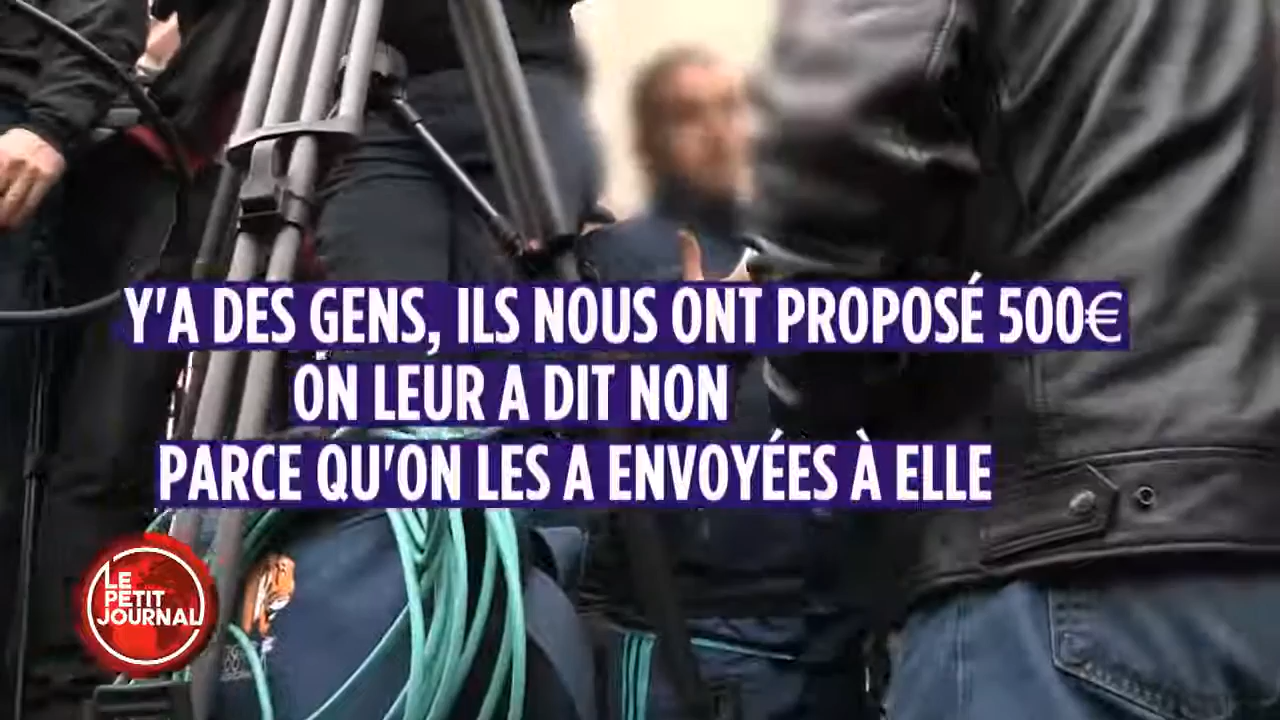 Y'A DES GENS, ILS NOUS ONT PROPOSÉ 500€
ON LEUR A DIT NON
PARCE QU'ON LES A ENVOYÉES À ELLE
LE
PETIT
JOURNAL